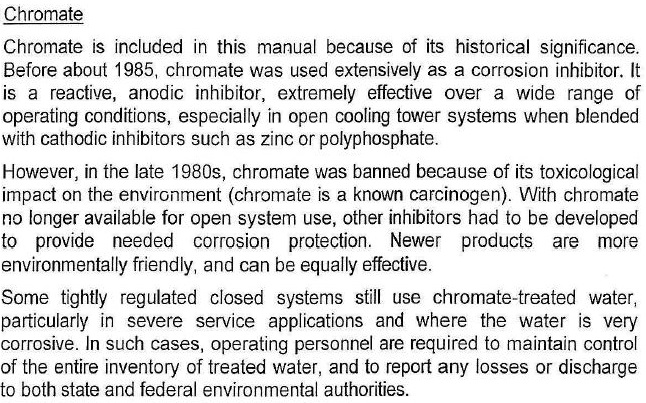 Chromate
Chromate is included in this manual because of its historical significance.
Before about 1985, chromate was used extensively as a corrosion inhibitor. It
is a reactive, anodic inhibitor, extremely effective over a wide range of
operating conditions, especially in open cooling tower systems when blended
with cathodic inhibitors such as zinc or polyphosphate.
However, in the late 1980s, chromate was banned because of its toxicological
impact on the environment (chromate is a known carcinogen). With chromate
no longer available for open system use, other inhibitors had to be developed
to provide needed corrosion protection. Newer products are more
environmentally friendly, and can be equally effective.
Some tightly regulated closed systems still use chromate-treated water,
particularly in severe service applications and where the water is very
corrosive. In such cases, operating personnel are required to maintain control
of the entire inventory of treated water, and to report any losses or discharge
to both state and federal environmental authorities.